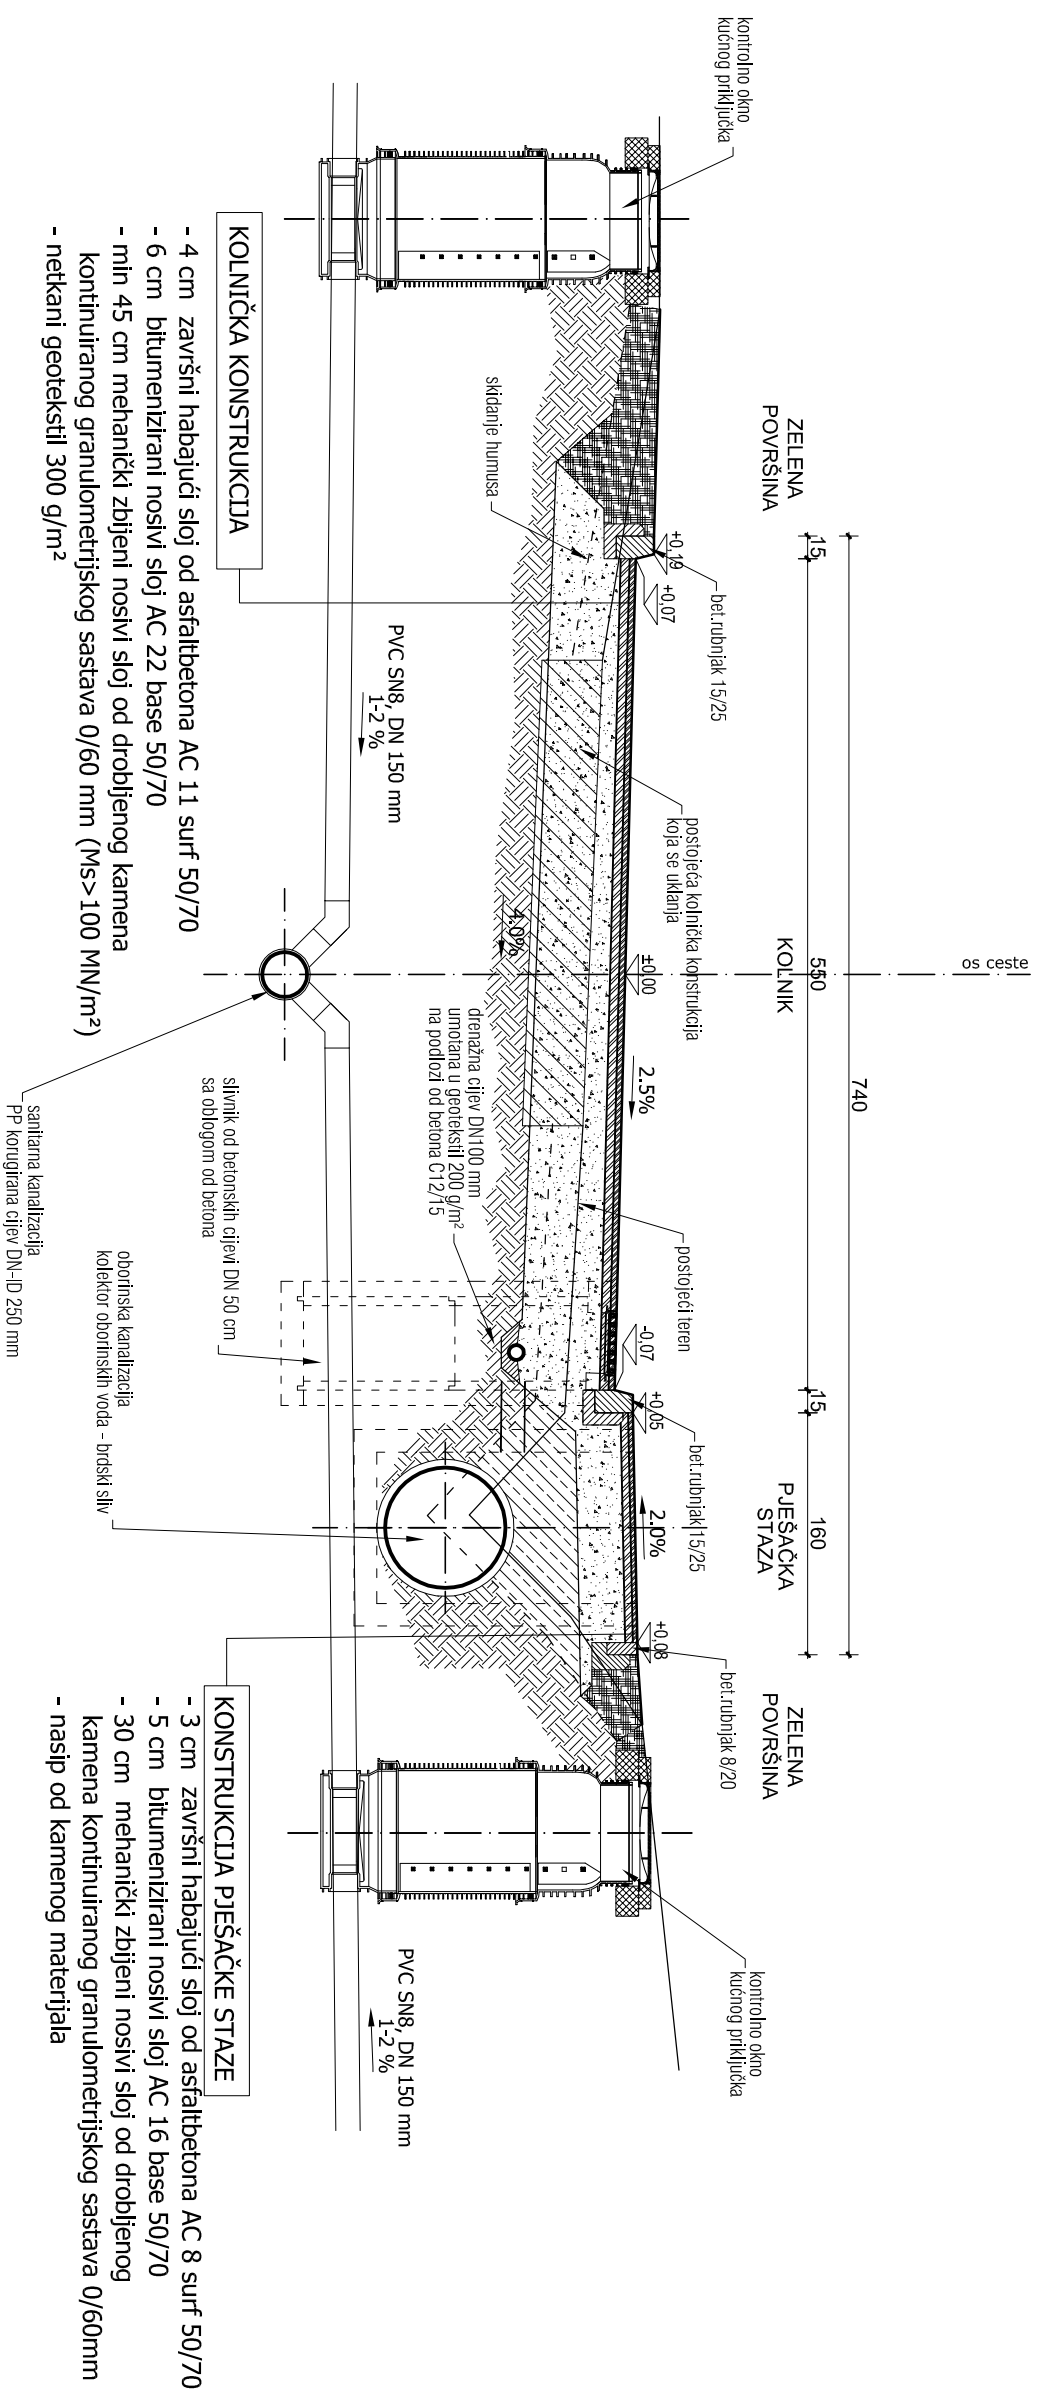 os ceste
740
15
550
15
160
ZELENA
POVRŠINA
KOLNIK
PJEŠAČKA
STAZA
ZELENA
POVRŠINA
kontrolno okno
kućnog priključka
bet.rubnjak 15/25
postojeća kolnička konstrukcija
koja se uklanja
postojeći teren
bet.rubnjak 15/25
bet.rubnjak 8/20
kontrolno okno
kućnog priključka
+0,19
+0,07
±0,00
2.5%
-0,07
+0,05
2.0%
+0,08
skidanje humusa
4.0%
drenažna cijev DN100 mm
umotana u geotekstil 200 g/m²
na podlozi od betona C12/15
PVC SN8, DN 150 mm
1-2 %
PVC SN8, DN 150 mm
1-2 %
slivnik od betonskih cijevi DN 50 cm
sa oblogom od betona
oborinska kanalizacija
kolektor oborinskih voda - brdski sliv
sanitarna kanalizacija
PP korugirana cijev DN-ID 250 mm
KOLNIČKA KONSTRUKCIJA
- 4 cm završni habajući sloj od asfaltbetona AC 11 surf 50/70
- 6 cm bitumenizirani nosivi sloj AC 22 base 50/70
- min 45 cm mehanički zbijeni nosivi sloj od drobljenog kamena
kontinuiranog granulometrijskog sastava 0/60 mm (Ms>100 MN/m²)
- netkani geotekstil 300 g/m²
KONSTRUKCIJA PJEŠAČKE STAZE
- 3 cm završni habajući sloj od asfaltbetona AC 8 surf 50/70
- 5 cm bitumenizirani nosivi sloj AC 16 base 50/70
- 30 cm mehanički zbijeni nosivi sloj od drobljenog
kamena kontinuiranog granulometrijskog sastava 0/60mm
- nasip od kamenog materijala